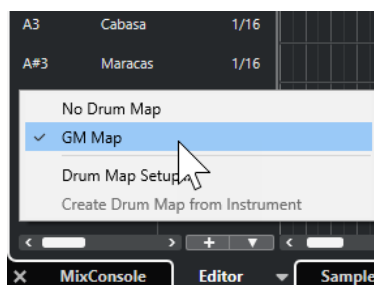 A3 Cabasa 1/16
A#3 Maracas 1/16
No Drum Map
✓ GM Map
Drum Map Setup
Create Drum Map from Instrument
< > + ▼ <
× MixConsole Editor ▼ Sample